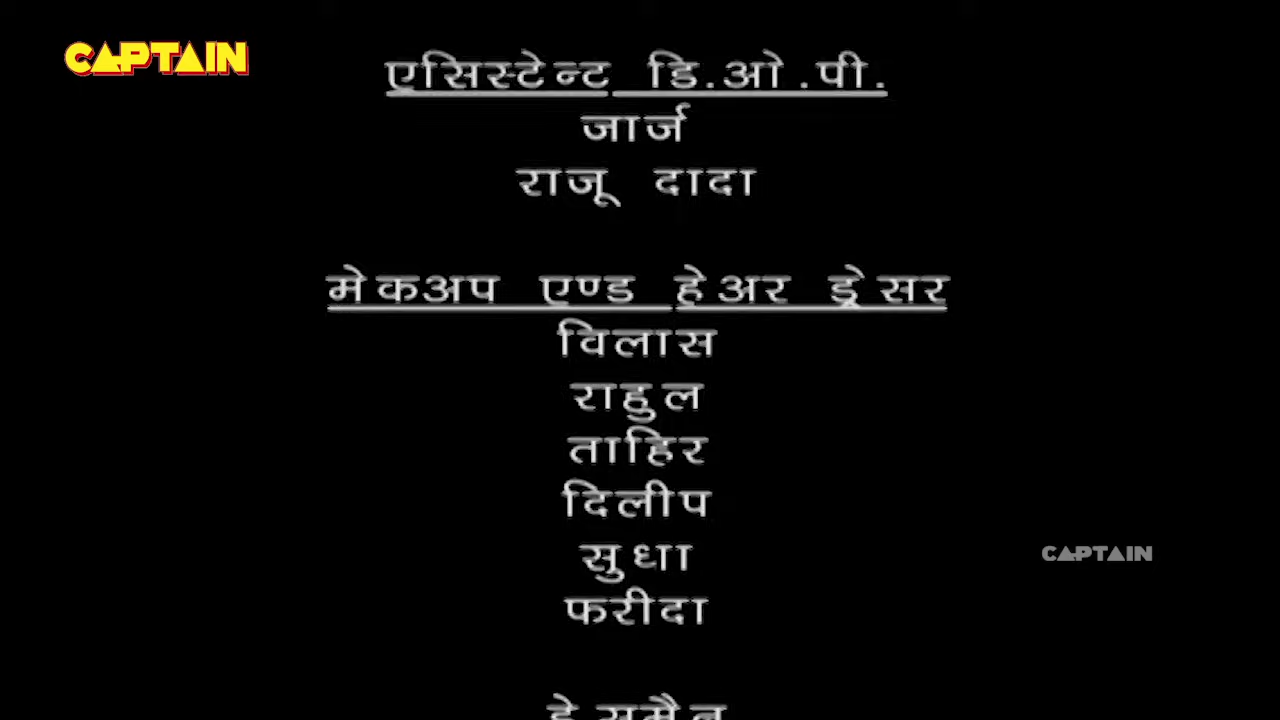 CAPTAIN
एसिस्टेन्ट डि.ओ.पी.
जार्ज
राजू दादा
मेकअप एण्ड हेअर ड्रेसर
विलास
राहुल
ताहिर
दिलीप
सुधा
CAPTAIN
फरीदा